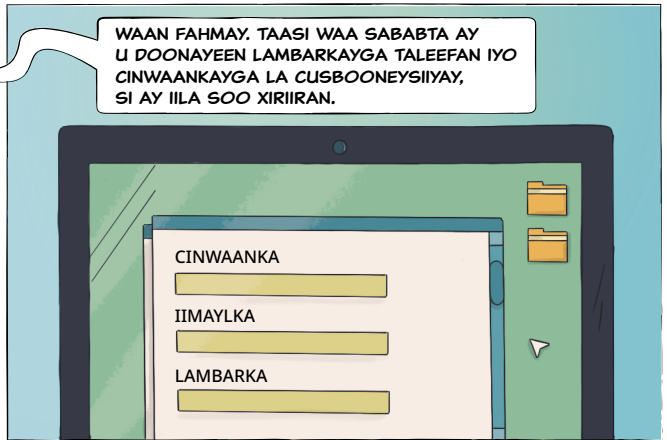 WAAN FAHMAY. TAASI WAA SABABTA AY
U DOONAYEEN LAMBARKAYGA TALEEFAN IYO
CINWAANKAYGA LA CUSBOONEYSIIYAY,
SI AY IILA SOO XIRIIRAN.
CINWAANKA
IIMAYLKA
LAMBARKA